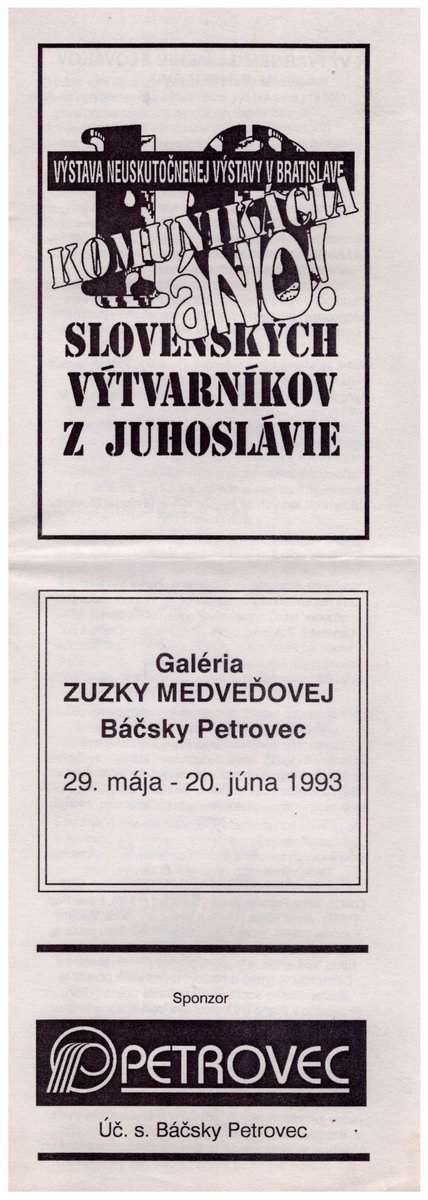 10
VÝSTAVA NEUSKUTOČNENEJ VÝSTAVY V BRATISLAVE
KOMUNIKÁCIA
áNO!
SLOVENSKÝCH
VÝTVARNÍKOV
Z JUHOSLÁVIE
Galéria
ZUZKY MEDVEĎOVEJ
Báčsky Petrovec
29. mája - 20. júna 1993
Sponzor
PETROVEC
Úč. s. Báčsky Petrovec